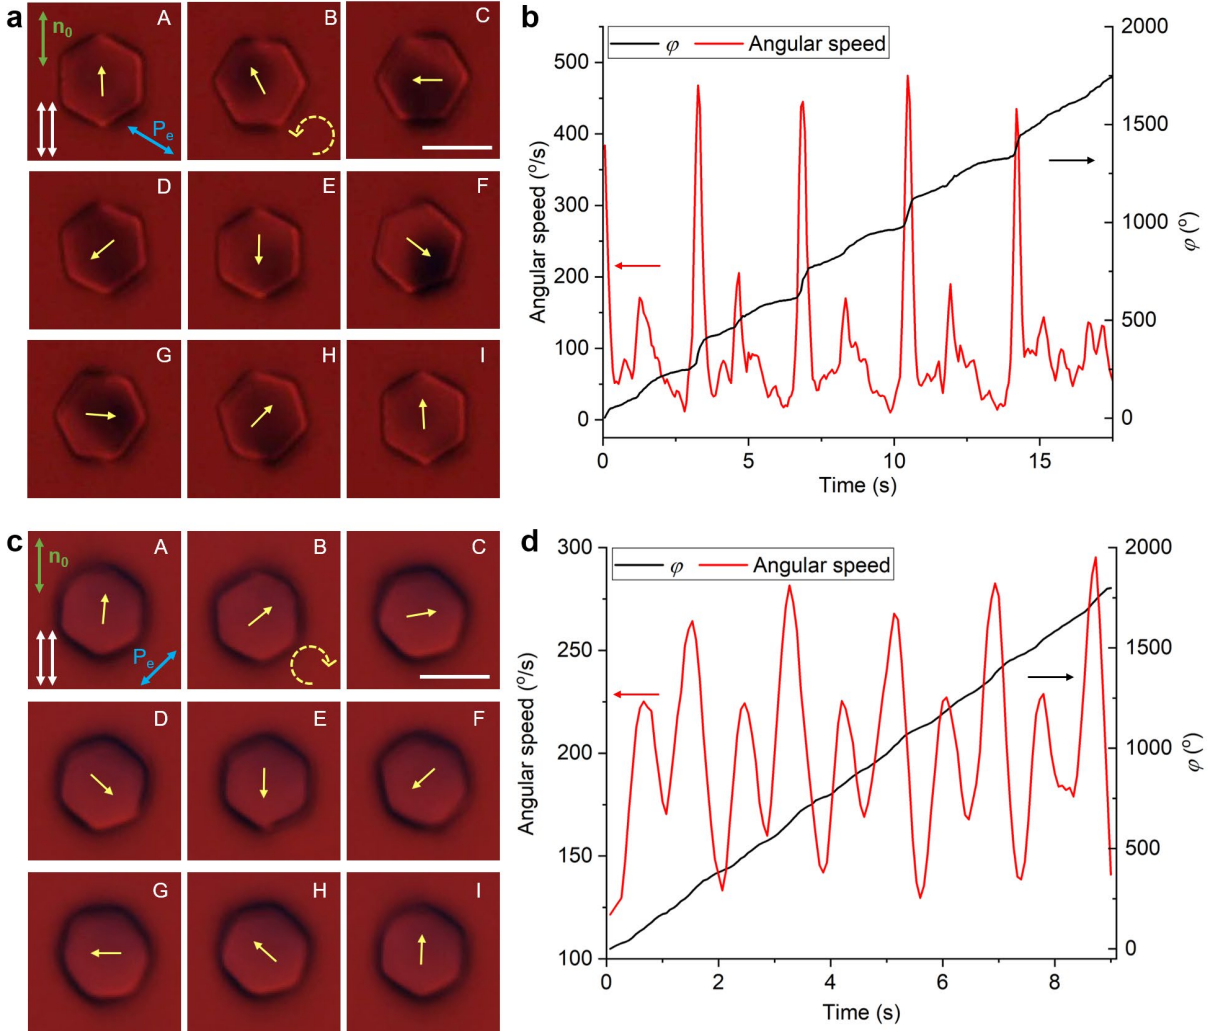 a
A
B
C
n₀
Pₑ
D
E
F
G
H
I
b
φ Angular speed
Angular speed (°/s)
500
400
300
200
100
0
2000
1500
1000
500
0
φ (°)
0 5 10 15
Time (s)
c
A
B
C
n₀
Pₑ
D
E
F
G
H
I
d
φ Angular speed
Angular speed (°/s)
300
250
200
150
100
2000
1500
1000
500
0
φ (°)
0 2 4 6 8
Time (s)